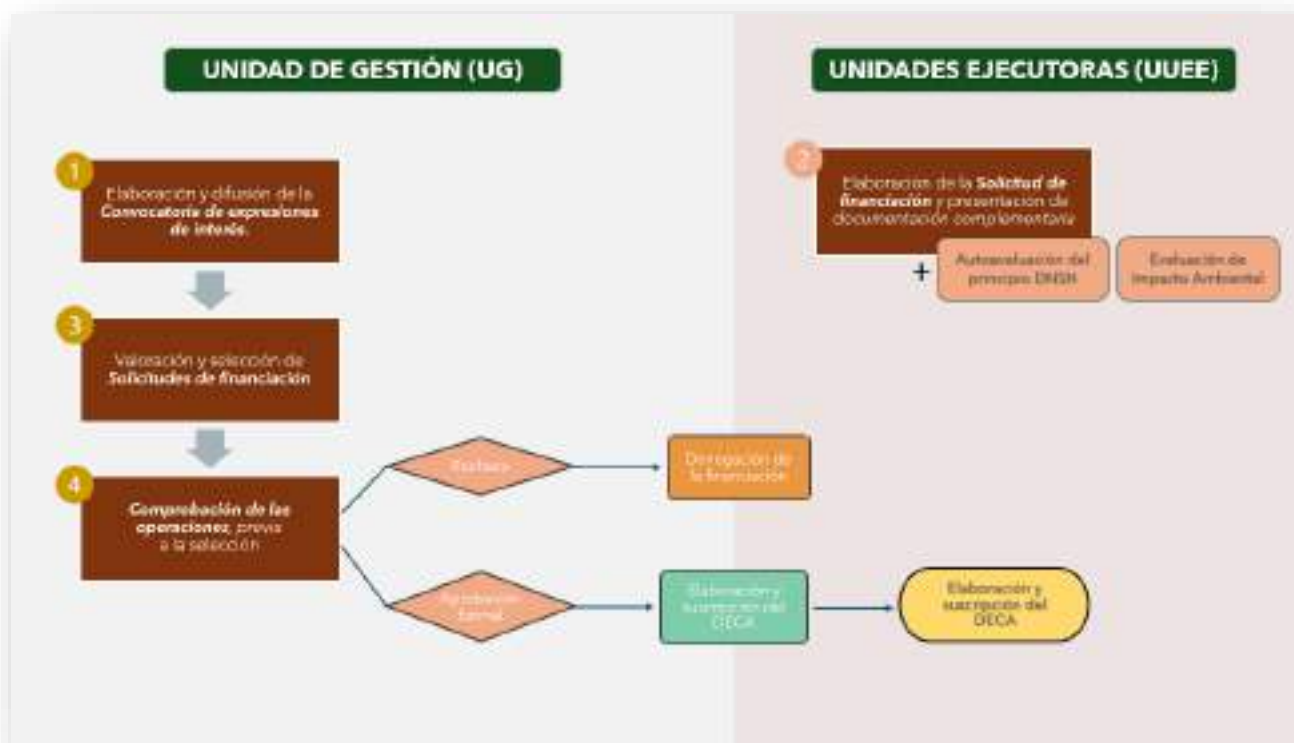 UNIDAD DE GESTIÓN (UG)
UNIDADES EJECUTORAS (UUEE)
1
Elaboración y difusión de la
Convocatoria de expresiones
de interés.
2
Elaboración de la Solicitud de
financiación y presentación de
documentación complementaria
+
Autoevaluación del
principio DNSH
Evaluación de
Impacto Ambiental
3
Valoración y selección de
Solicitudes de financiación
4
Comprobación de las
operaciones, previa
a la selección
Rechazo
Denegación de
la financiación
formal
Elaboración y
suscripción del
DECA
Elaboración y
suscripción del
DECA